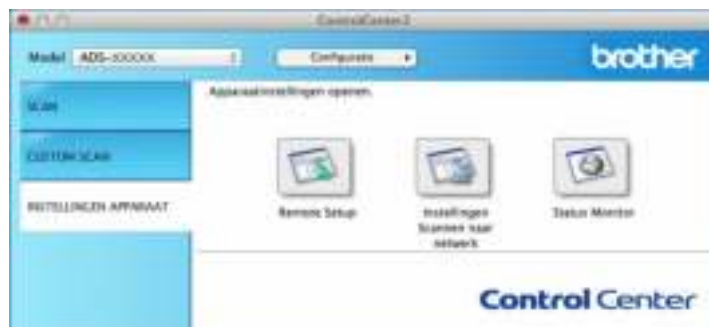 ControlCenter2
Model ADS-XXXXX Configuratie
brother
SCAN
Apparaatinstellingen openen.
CUSTOM SCAN
INSTELLINGEN APPARAAT
Remote Setup
Instellingen
Scannen naar
netwerk
Status Monitor
Control Center